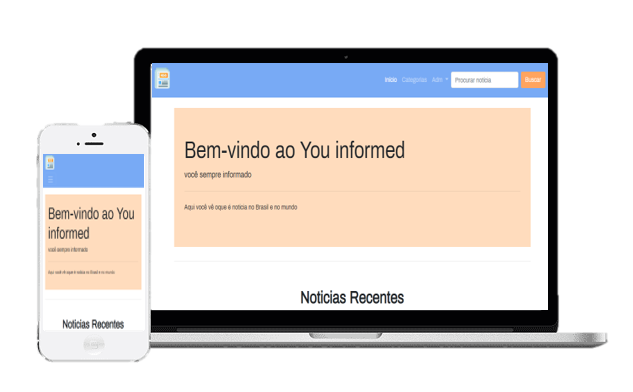 Início Categorias Adm Procurar noticia Buscar
Bem-vindo ao You informed
você sempre informado
Aqui você vê oque é noticia no Brasil e no mundo
Noticias Recentes
Bem-vindo ao You
informed
você sempre informado
Aqui você vê oque é noticia no Brasil e no mundo
Noticias Recentes